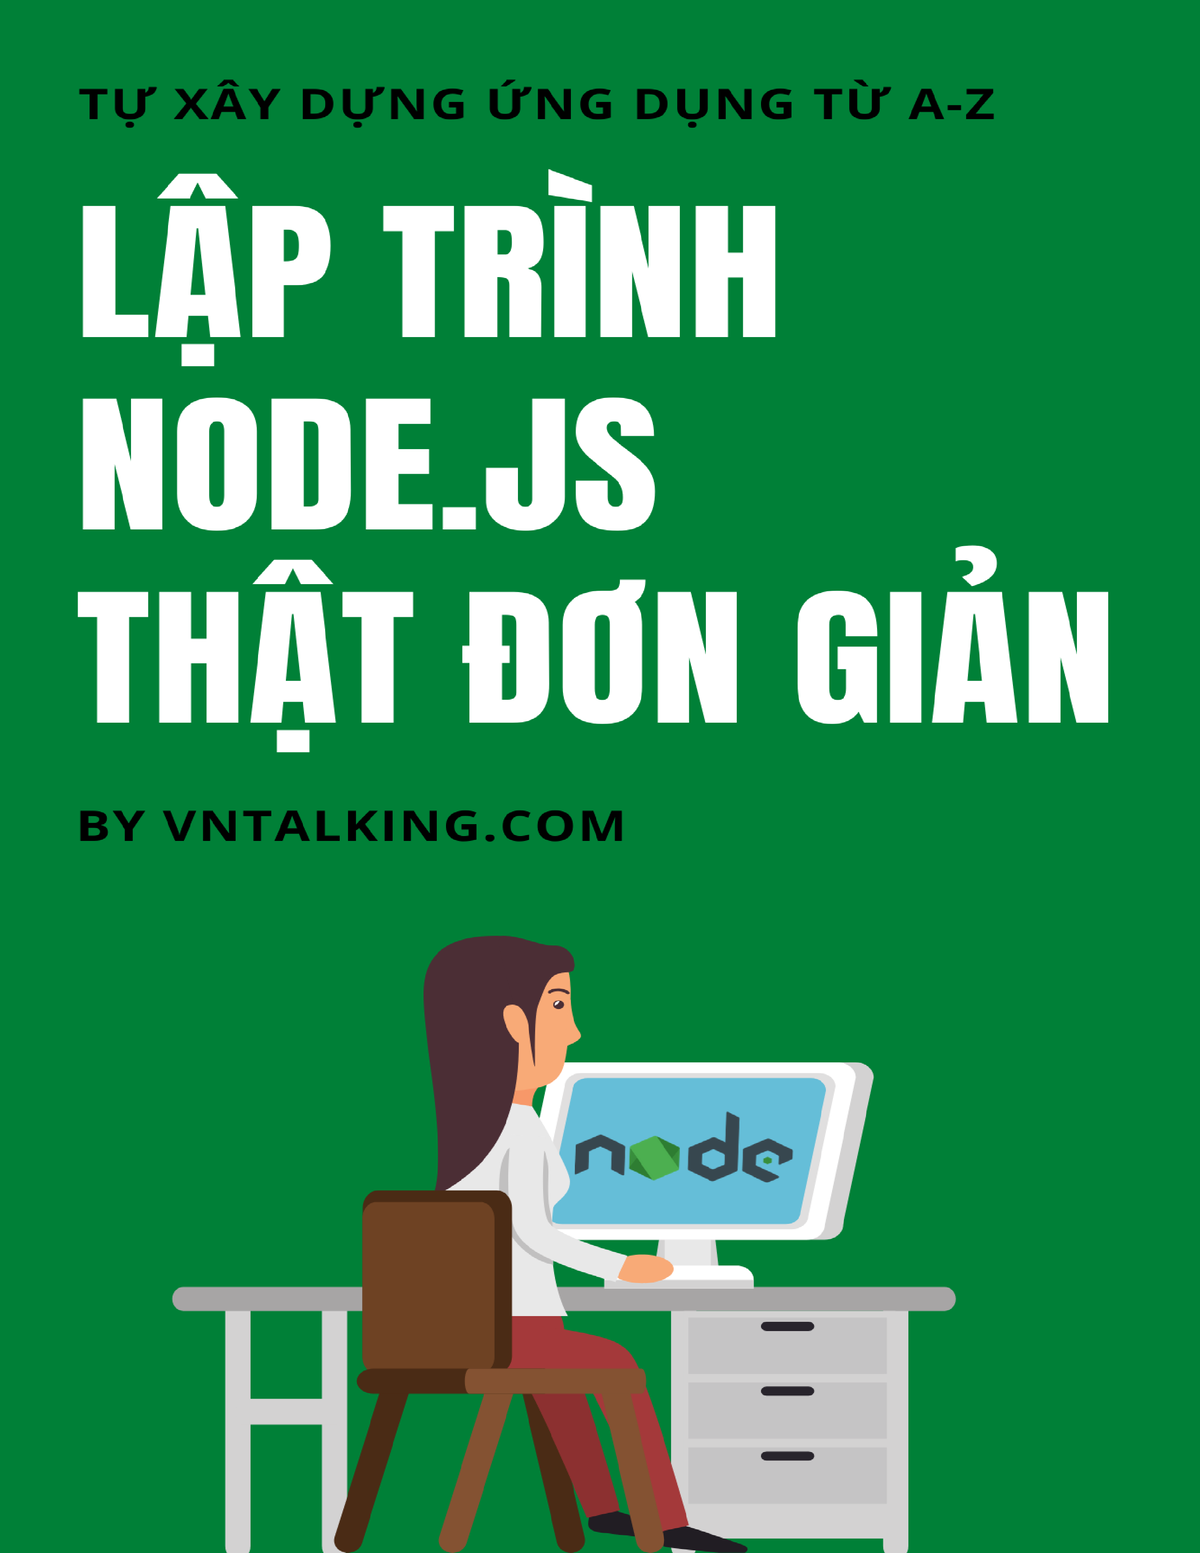 TỰ XÂY DỰNG ỨNG DỤNG TỪ A-Z
LẬP TRÌNH
NODE.JS
THẬT ĐƠN GIẢN
BY VNTALKING.COM
node